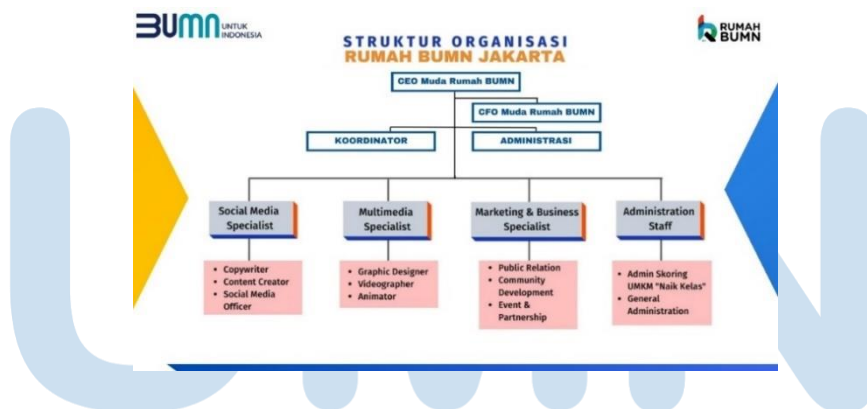 BUMN UNTUK
INDONESIA
RUMAH
BUMN
STRUKTUR ORGANISASI
RUMAH BUMN JAKARTA
CEO Muda Rumah BUMN
CFO Muda Rumah BUMN
KOORDINATOR
ADMINISTRASI
Social Media
Specialist
Multimedia
Specialist
Marketing & Business
Specialist
Administration
Staff
• Copywriter
• Content Creator
• Social Media
Officer
• Graphic Designer
• Videographer
• Animator
• Public Relation
• Community
Development
• Event &
Partnership
• Admin Skoring
UMKM "Naik Kelas"
• General
Administration